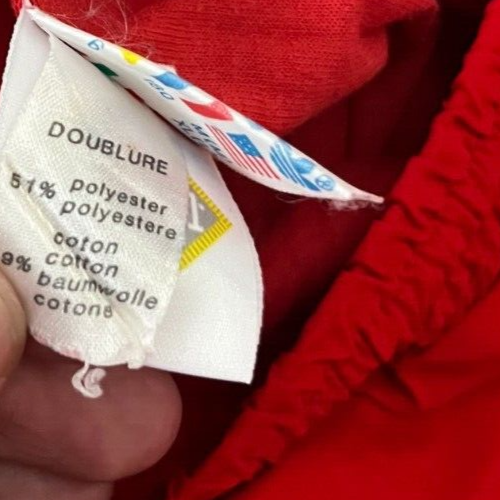 DOUBLURE
51% polyester
polyestere
coton
9% cotton
baumwolle
cotone